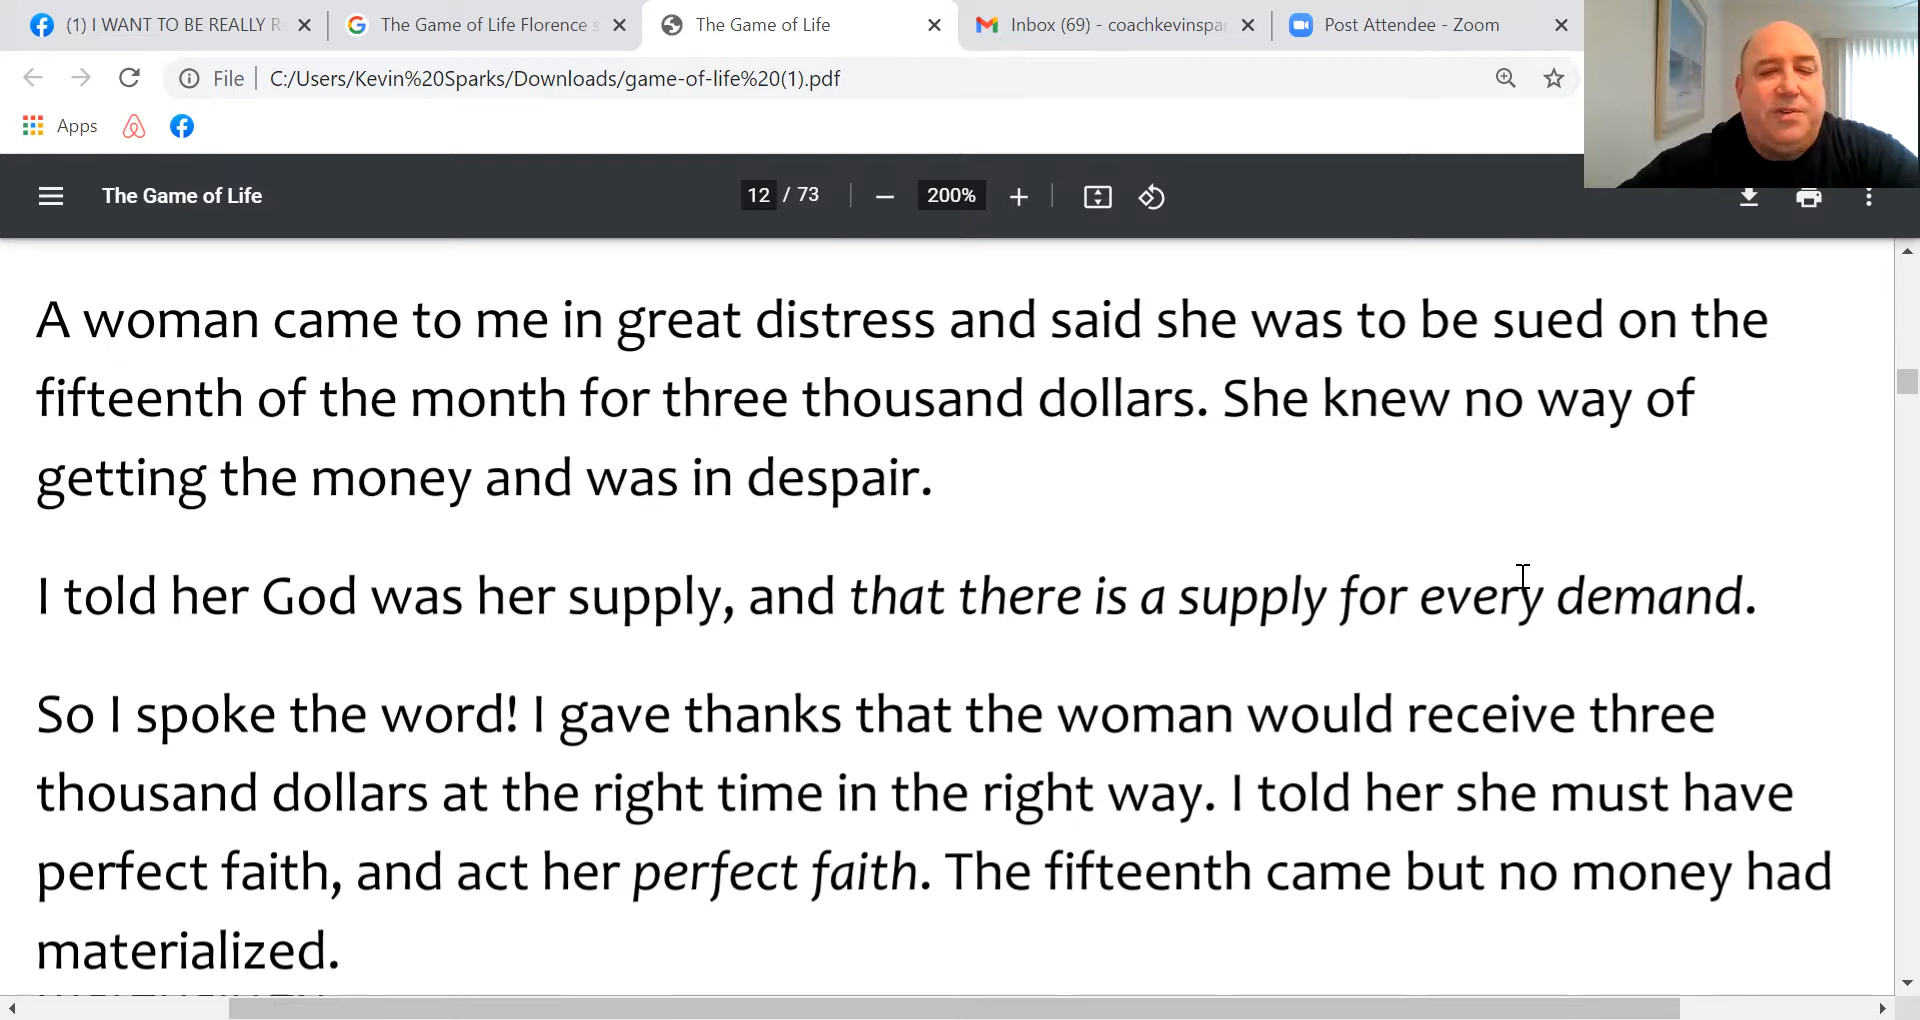 (1) I WANT TO BE REALLY R
The Game of Life Florence s
The Game of Life
Inbox (69) - coachkevinspar
Post Attendee - Zoom
File
C:/Users/Kevin%20Sparks/Downloads/game-of-life%20(1).pdf
Apps
The Game of Life
12 / 73
200%
A woman came to me in great distress and said she was to be sued on the
fifteenth of the month for three thousand dollars. She knew no way of
getting the money and was in despair.
I told her God was her supply, and that there is a supply for every demand.
So I spoke the word! I gave thanks that the woman would receive three
thousand dollars at the right time in the right way. I told her she must have
perfect faith, and act her perfect faith. The fifteenth came but no money had
materialized.